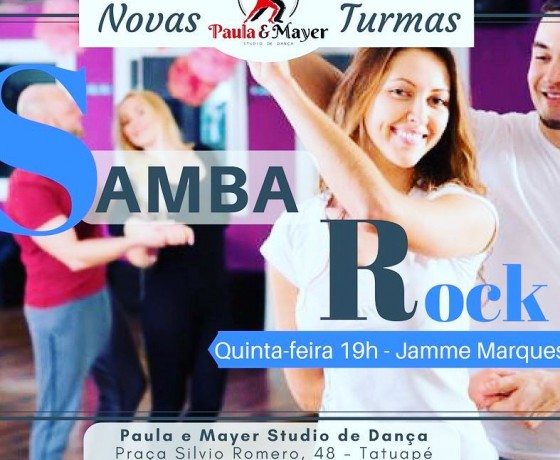 Novas Turmas
Paula & Mayer
STUDIO DE DANÇA
SAMBA
Rock
Quinta-feira 19h - Jamme Marques
Paula e Mayer Studio de Dança
Praça Silvio Romero, 48 - Tatuapé